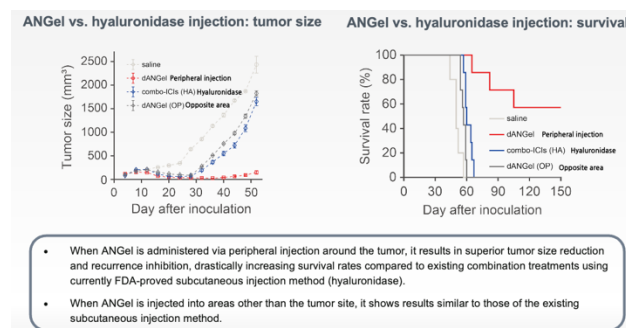 ANGel vs. hyaluronidase injection: tumor size
ANGel vs. hyaluronidase injection: survival
2500
2000
1500
1000
500
0
Tumor size (mm³)
saline
dANGel Peripheral injection
combo-ICIs (HA) Hyaluronidase
dANGel (OP) Opposite area
0 10 20 30 40 50
Day after inoculation
100
80
60
40
20
0
Survival rate (%)
saline
dANGel Peripheral injection
combo-ICIs (HA) Hyaluronidase
dANGel (OP) Opposite area
0 30 60 90 120 150
Day after inoculation
• When ANGel is administered via peripheral injection around the tumor, it results in superior tumor size reduction
and recurrence inhibition, drastically increasing survival rates compared to existing combination treatments using
currently FDA-proved subcutaneous injection method (hyaluronidase).
• When ANGel is injected into areas other than the tumor site, it shows results similar to those of the existing
subcutaneous injection method.